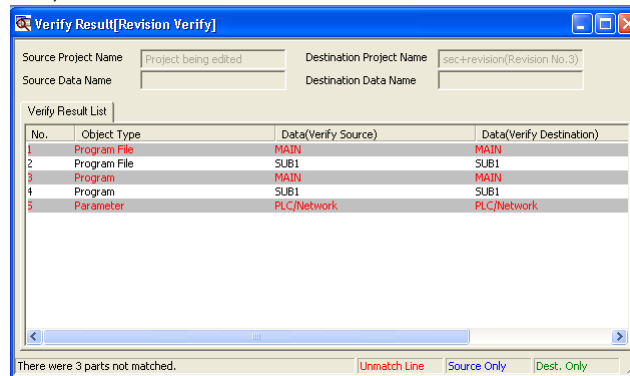 Verify Result[Revision Verify]
Source Project Name Project being edited Destination Project Name sec+revision(Revision No.3)
Source Data Name Destination Data Name
Verify Result List
No. Object Type Data(Verify Source) Data(Verify Destination)
1 Program File MAIN MAIN
2 Program File SUB1 SUB1
3 Program MAIN MAIN
4 Program SUB1 SUB1
5 Parameter PLC/Network PLC/Network
There were 3 parts not matched. Unmatch Line Source Only Dest. Only